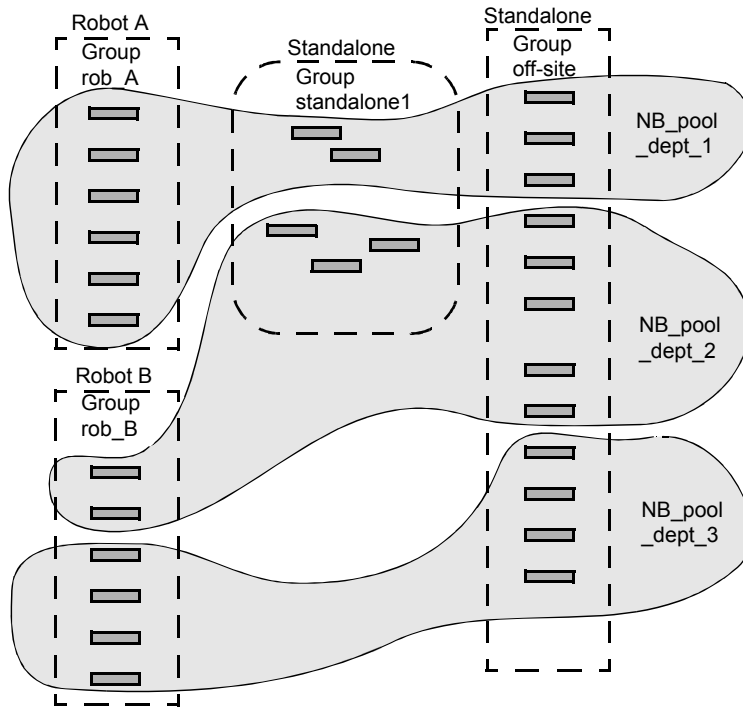 Robot A
Group
rob_A
Standalone
Group
standalone1
Standalone
Group
off-site
NB_pool
_dept_1
NB_pool
_dept_2
Robot B
Group
rob_B
NB_pool
_dept_3